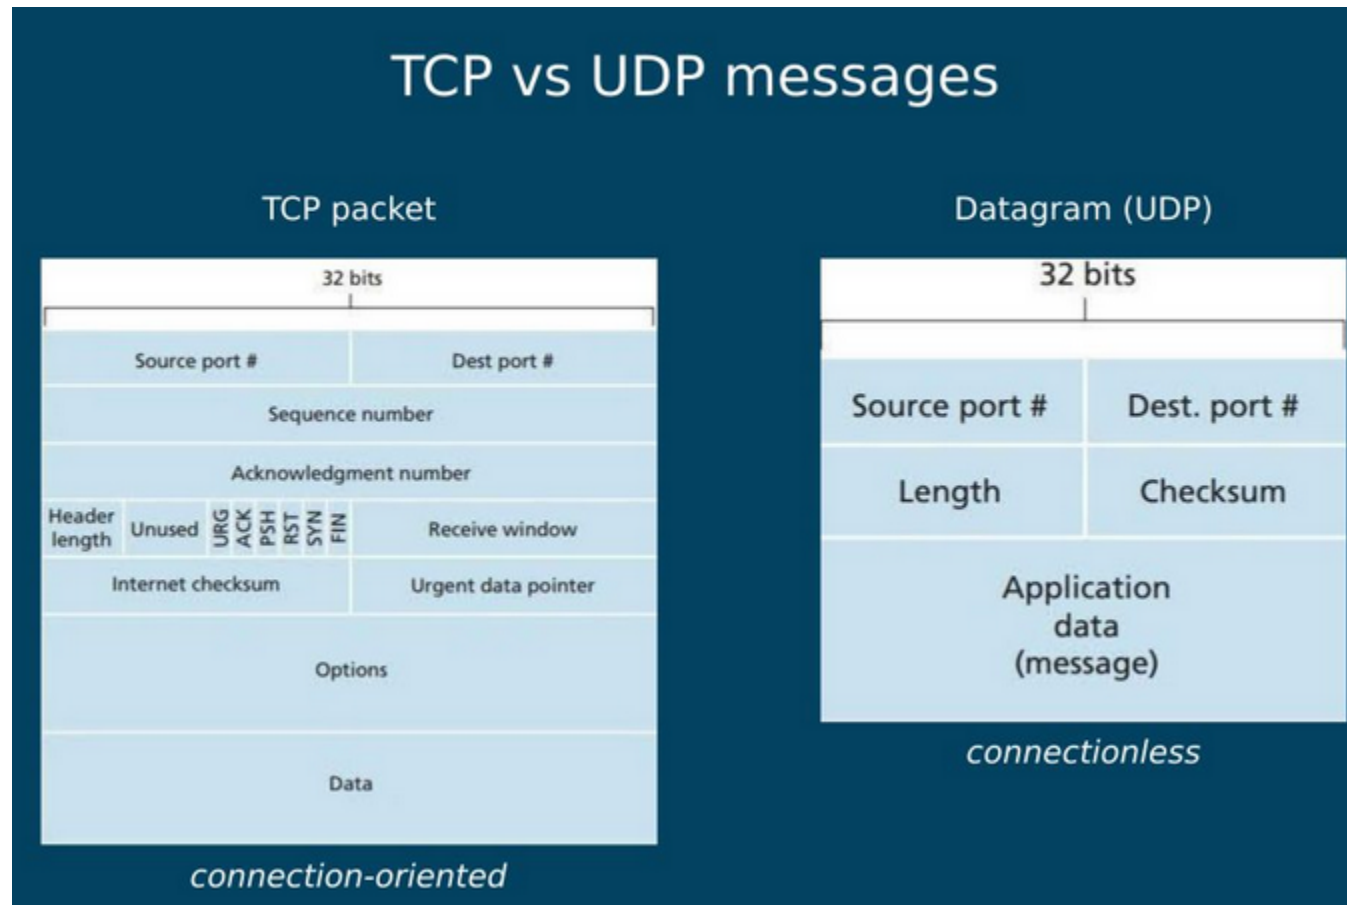 TCP vs UDP messages
TCP packet
32 bits
Source port #
Dest port #
Sequence number
Acknowledgment number
Header
length
Unused
URG
ACK
PSH
RST
SYN
FIN
Receive window
Internet checksum
Urgent data pointer
Options
Data
connection-oriented
Datagram (UDP)
32 bits
Source port #
Dest. port #
Length
Checksum
Application
data
(message)
connectionless